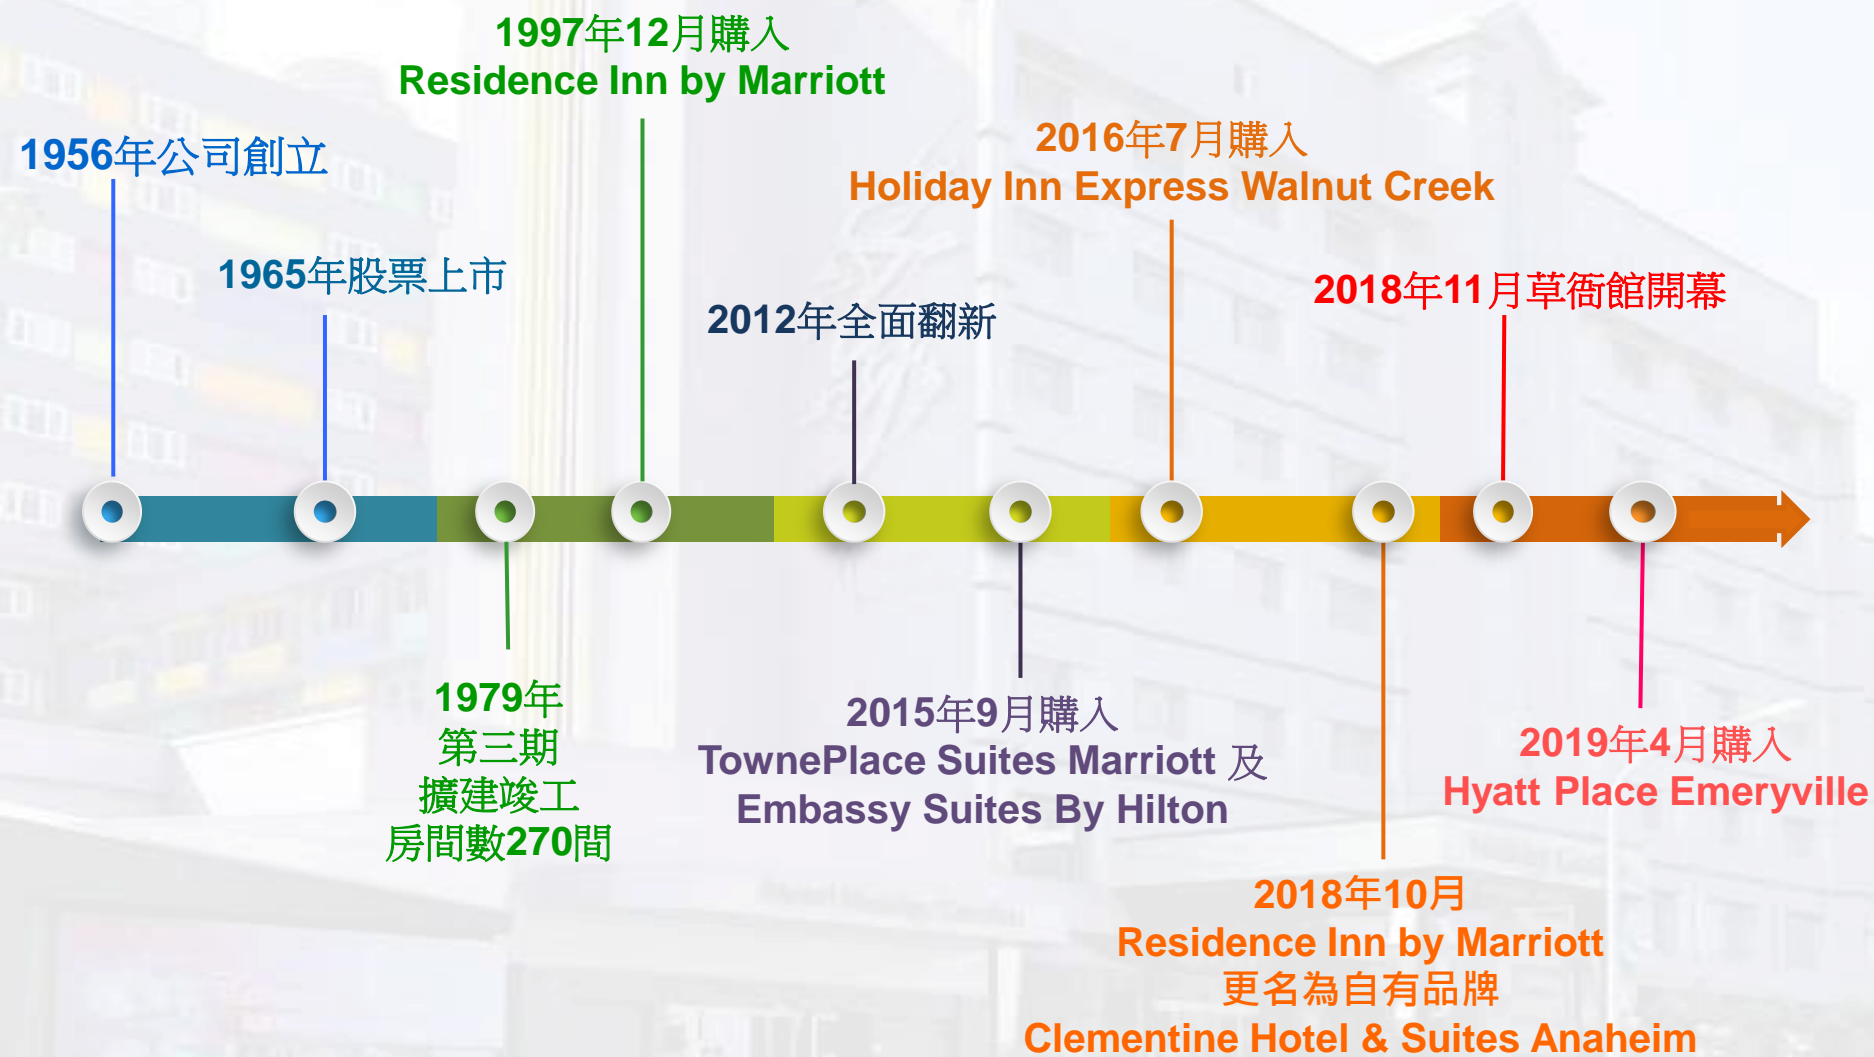 1956年公司創立
1965年股票上市
1979年
第三期
擴建竣工
房間數270間
1997年12月購入
Residence Inn by Marriott
2012年全面翻新
2015年9月購入
TownePlace Suites Marriott 及
Embassy Suites By Hilton
2016年7月購入
Holiday Inn Express Walnut Creek
2018年10月
Residence Inn by Marriott
更名為自有品牌
Clementine Hotel & Suites Anaheim
2018年11月草衙館開幕
2019年4月購入
Hyatt Place Emeryville